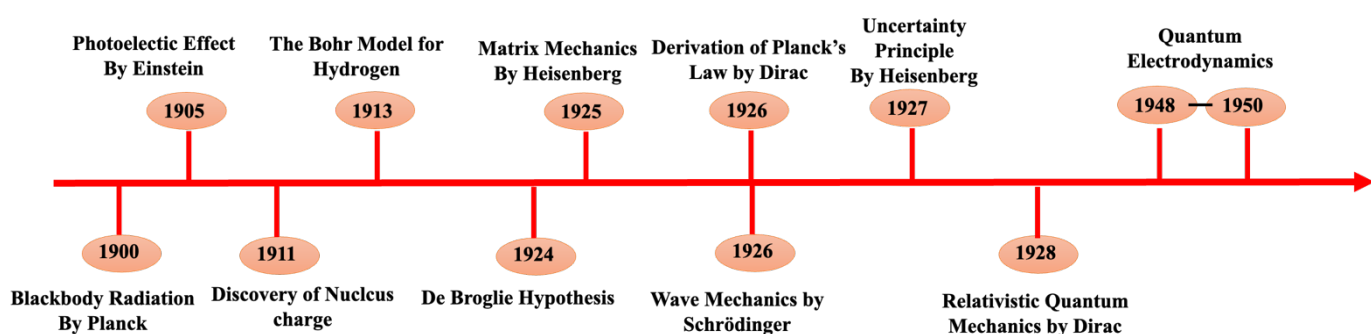 Photoelectic Effect
By Einstein
The Bohr Model for
Hydrogen
Matrix Mechanics
By Heisenberg
Derivation of Planck's
Law by Dirac
Uncertainty
Principle
By Heisenberg
Quantum
Electrodynamics
1905
1913
1925
1926
1927
1948
1950
1900
1911
1924
1926
1928
Blackbody Radiation
By Planck
Discovery of Nuclcus
charge
De Broglie Hypothesis
Wave Mechanics by
Schrödinger
Relativistic Quantum
Mechanics by Dirac